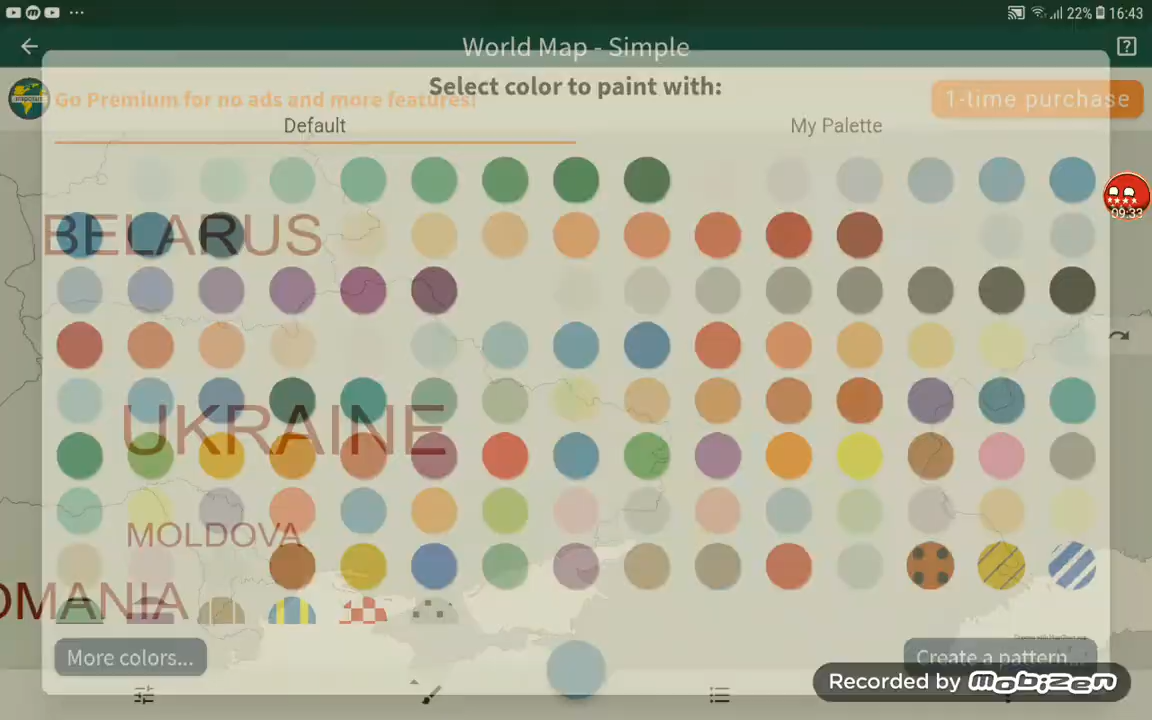 22% 16:43
World Map - Simple
Select color to paint with:
Go Premium for no ads and more features!
1-time purchase
Default
My Palette
09:33
BELARUS
UKRAINE
MOLDOVA
OMANIA
More colors...
Create a pattern...
Recorded by mobizen